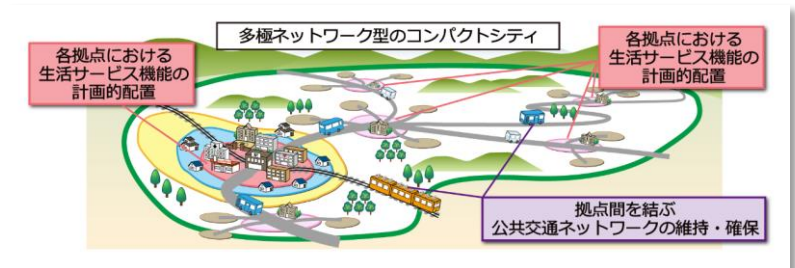 多極ネットワーク型のコンパクトシティ
各拠点における
生活サービス機能の
計画的配置
各拠点における
生活サービス機能の
計画的配置
拠点間を結ぶ
公共交通ネットワークの維持・確保